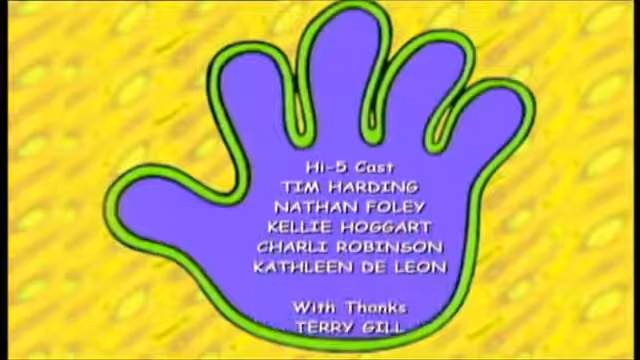 Hi-5 Cast
TIM HARDING
NATHAN FOLEY
KELLIE HOGGART
CHARLI ROBINSON
KATHLEEN DE LEON
With Thanks
TERRY GILL